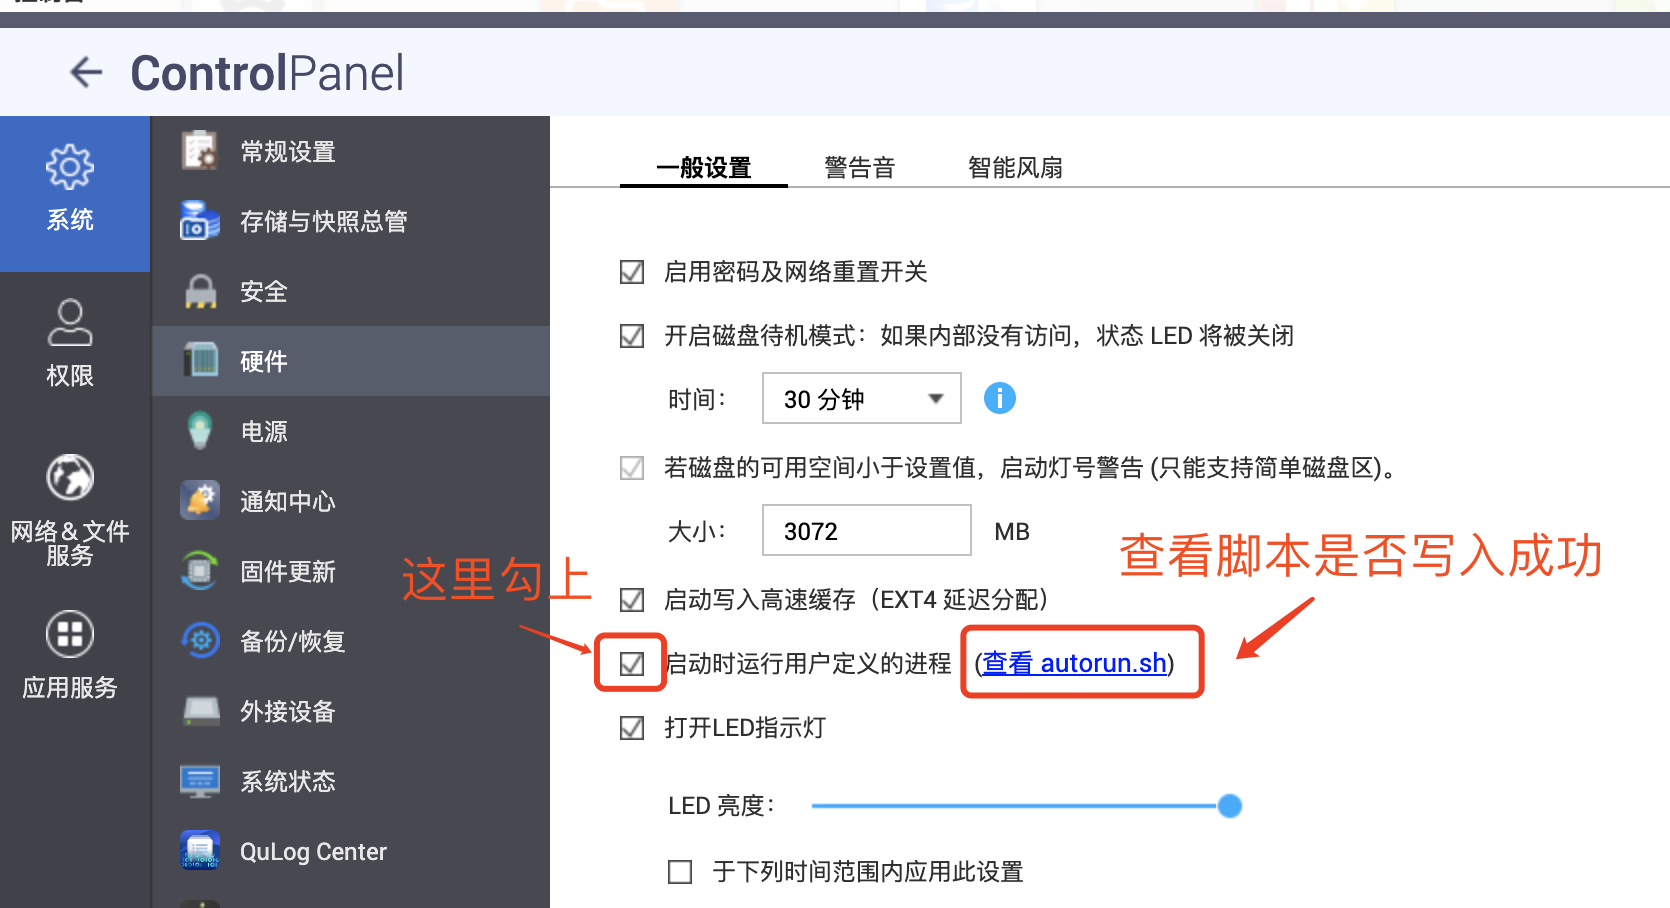 ControlPanel
系统
权限
网络＆文件
服务
应用服务
常规设置
存储与快照总管
安全
硬件
电源
通知中心
固件更新
备份/恢复
外接设备
系统状态
QuLog Center
一般设置
警告音
智能风扇
启用密码及网络重置开关
开启磁盘待机模式：如果内部没有访问，状态 LED 将被关闭
时间：
30 分钟
若磁盘的可用空间小于设置值，启动灯号警告 (只能支持简单磁盘区)。
大小：
3072
MB
查看脚本是否写入成功
这里勾上
启动写入高速缓存（EXT4 延迟分配）
启动时运行用户定义的进程
(查看 autorun.sh)
打开LED指示灯
LED 亮度：
于下列时间范围内应用此设置